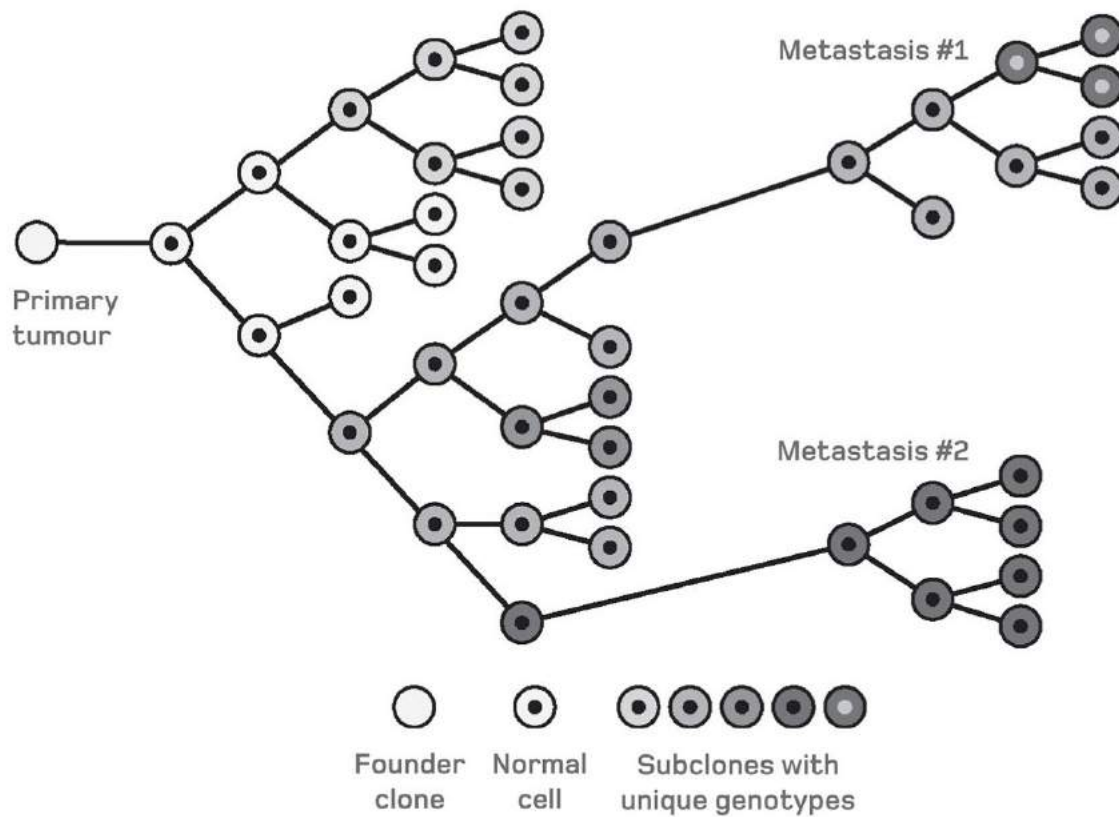 Metastasis #1
Primary
tumour
Metastasis #2
Founder
clone
Normal
cell
Subclones with
unique genotypes